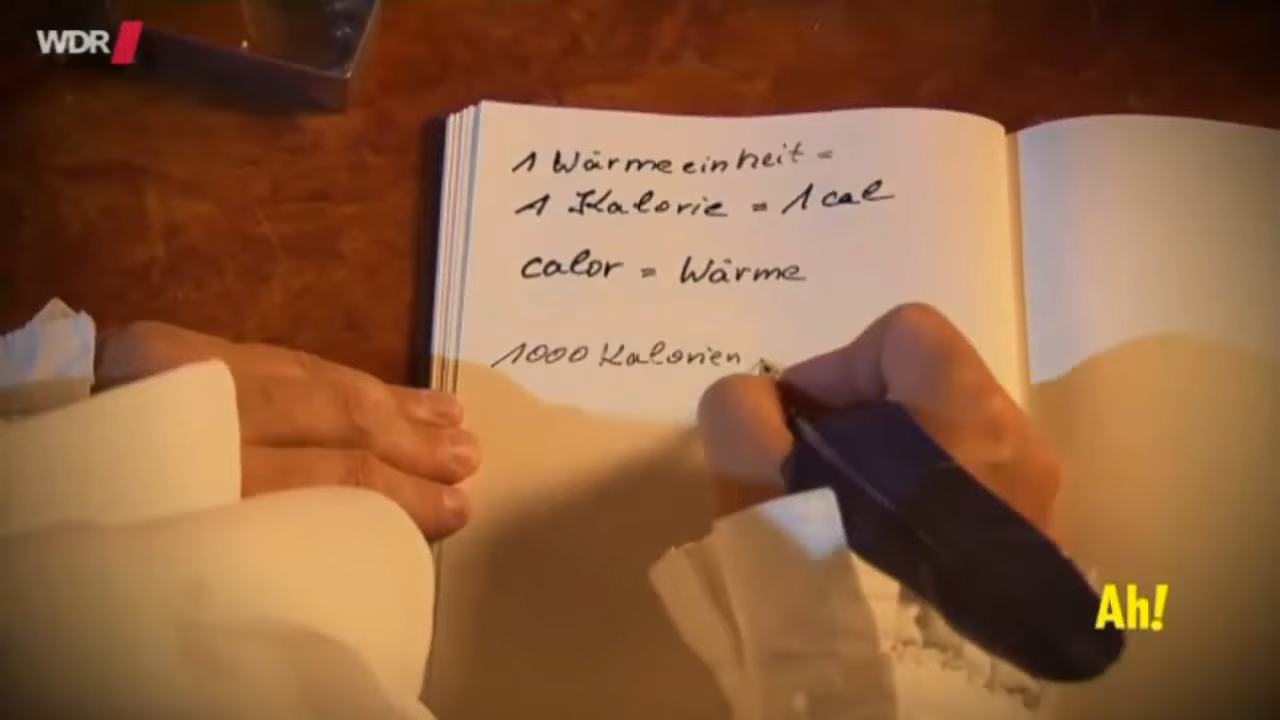 WDR
1 Wärmeeinheit =
1 Kalorie = 1 cal
calor = Wärme
1000 Kalorien
Ah!